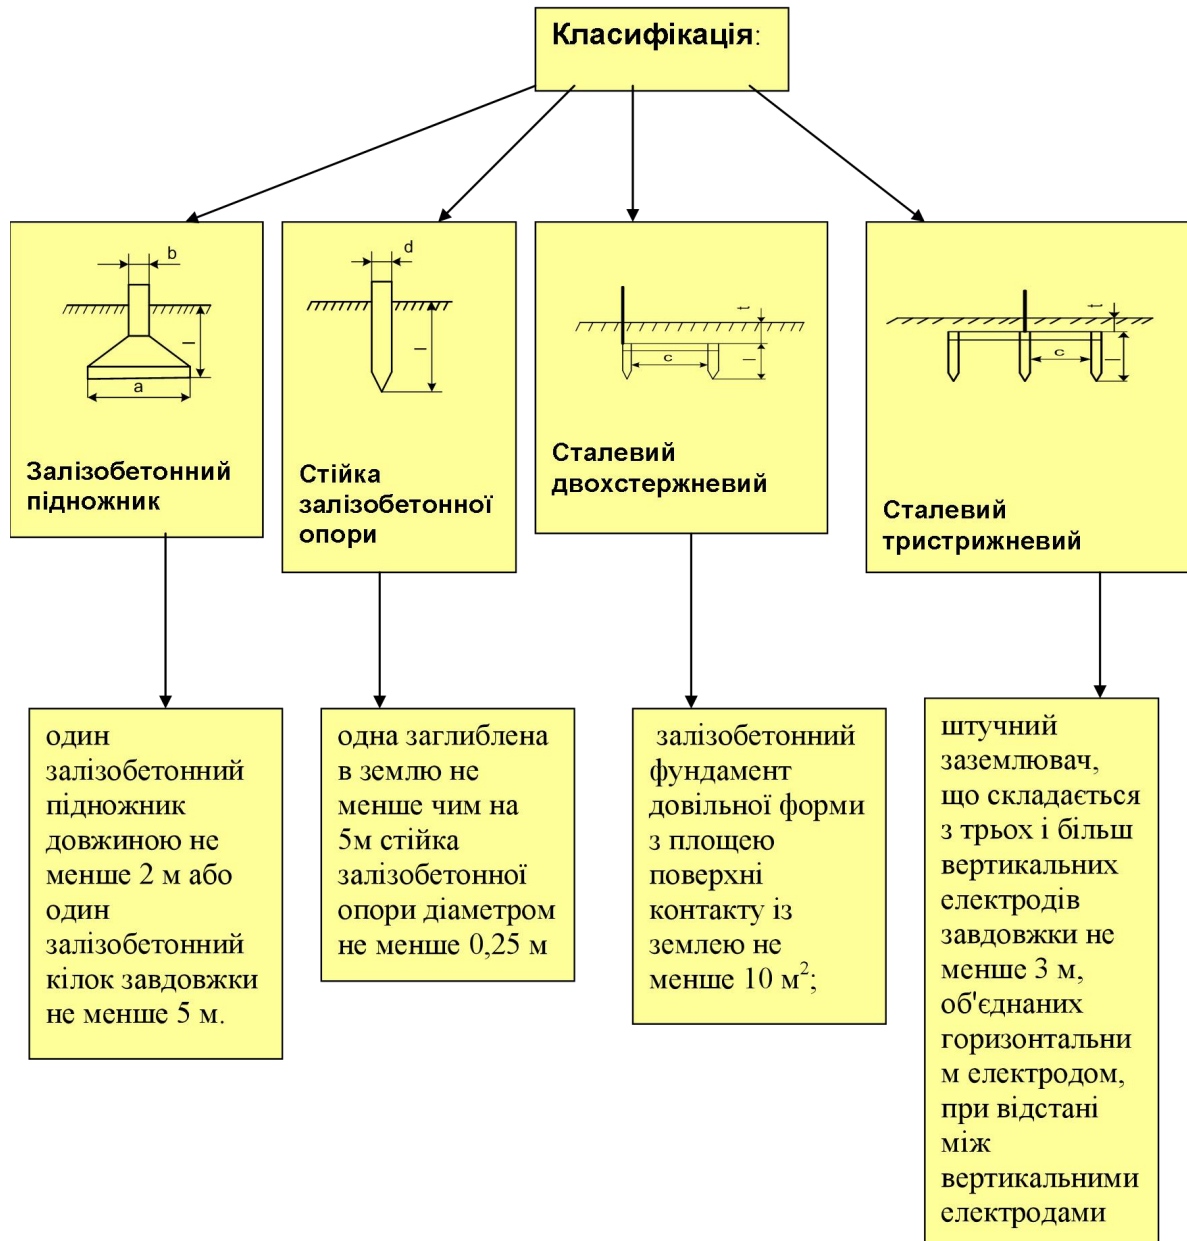 Класифікація:
b
l
a
Залізобетонний
підножник
d
l
Стійка
залізобетонної
опори
t
c
l
Сталевий
двохстержневий
t
c
l
Сталевий
тристрижневий
один
залізобетонний
підножник
довжиною не
менше 2 м або
один
залізобетонний
кілок завдовжки
не менше 5 м.
одна заглиблена
в землю не
менше чим на
5м стійка
залізобетонної
опори діаметром
не менше 0,25 м
залізобетонний
фундамент
довільної форми
з площею
поверхні
контакту із
землею не
менше 10 м²;
штучний
заземлювач,
що складається
з трьох і більш
вертикальних
електродів
завдовжки не
менше 3 м,
об'єднаних
горизонтальни
м електродом,
при відстані
між
вертикальними
електродами